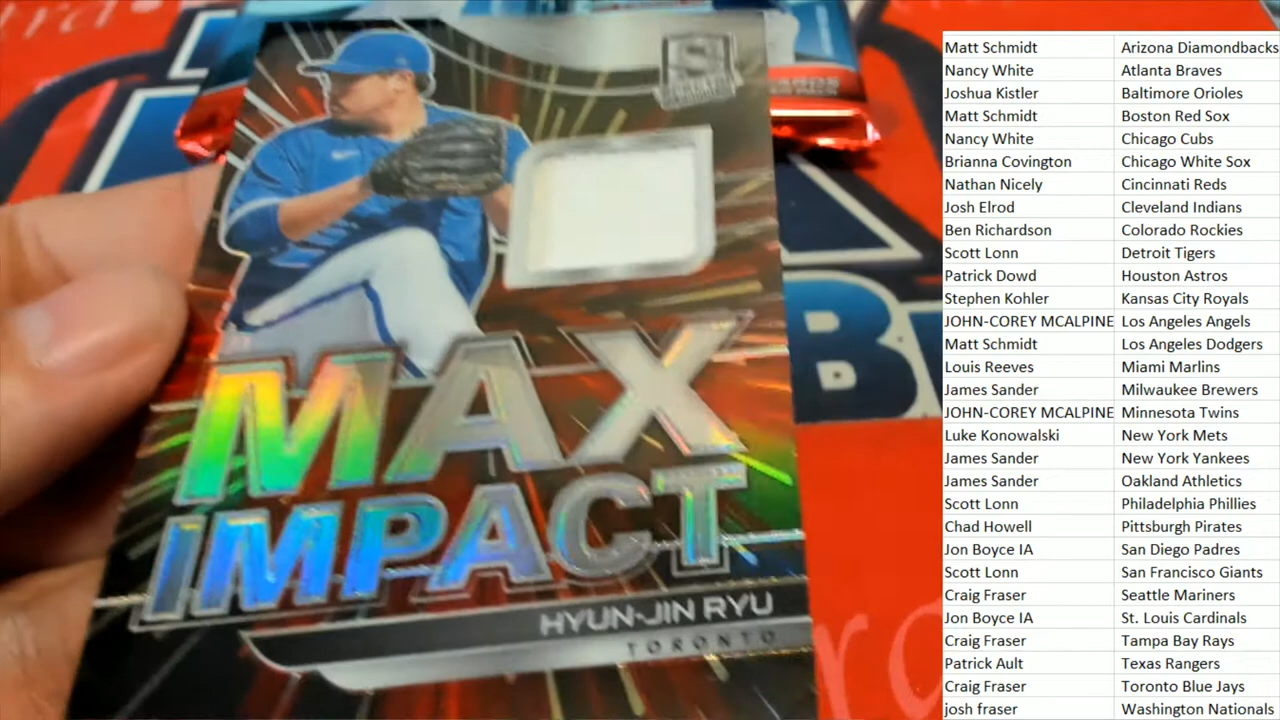 MAX
IMPACT
HYUN-JIN RYU
TORONTO
B
Matt Schmidt Arizona Diamondbacks
Nancy White Atlanta Braves
Joshua Kistler Baltimore Orioles
Matt Schmidt Boston Red Sox
Nancy White Chicago Cubs
Brianna Covington Chicago White Sox
Nathan Nicely Cincinnati Reds
Josh Elrod Cleveland Indians
Ben Richardson Colorado Rockies
Scott Lonn Detroit Tigers
Patrick Dowd Houston Astros
Stephen Kohler Kansas City Royals
JOHN-COREY MCALPINE Los Angeles Angels
Matt Schmidt Los Angeles Dodgers
Louis Reeves Miami Marlins
James Sander Milwaukee Brewers
JOHN-COREY MCALPINE Minnesota Twins
Luke Konowalski New York Mets
James Sander New York Yankees
James Sander Oakland Athletics
Scott Lonn Philadelphia Phillies
Chad Howell Pittsburgh Pirates
Jon Boyce IA San Diego Padres
Scott Lonn San Francisco Giants
Craig Fraser Seattle Mariners
Jon Boyce IA St. Louis Cardinals
Craig Fraser Tampa Bay Rays
Patrick Ault Texas Rangers
Craig Fraser Toronto Blue Jays
josh fraser Washington Nationals